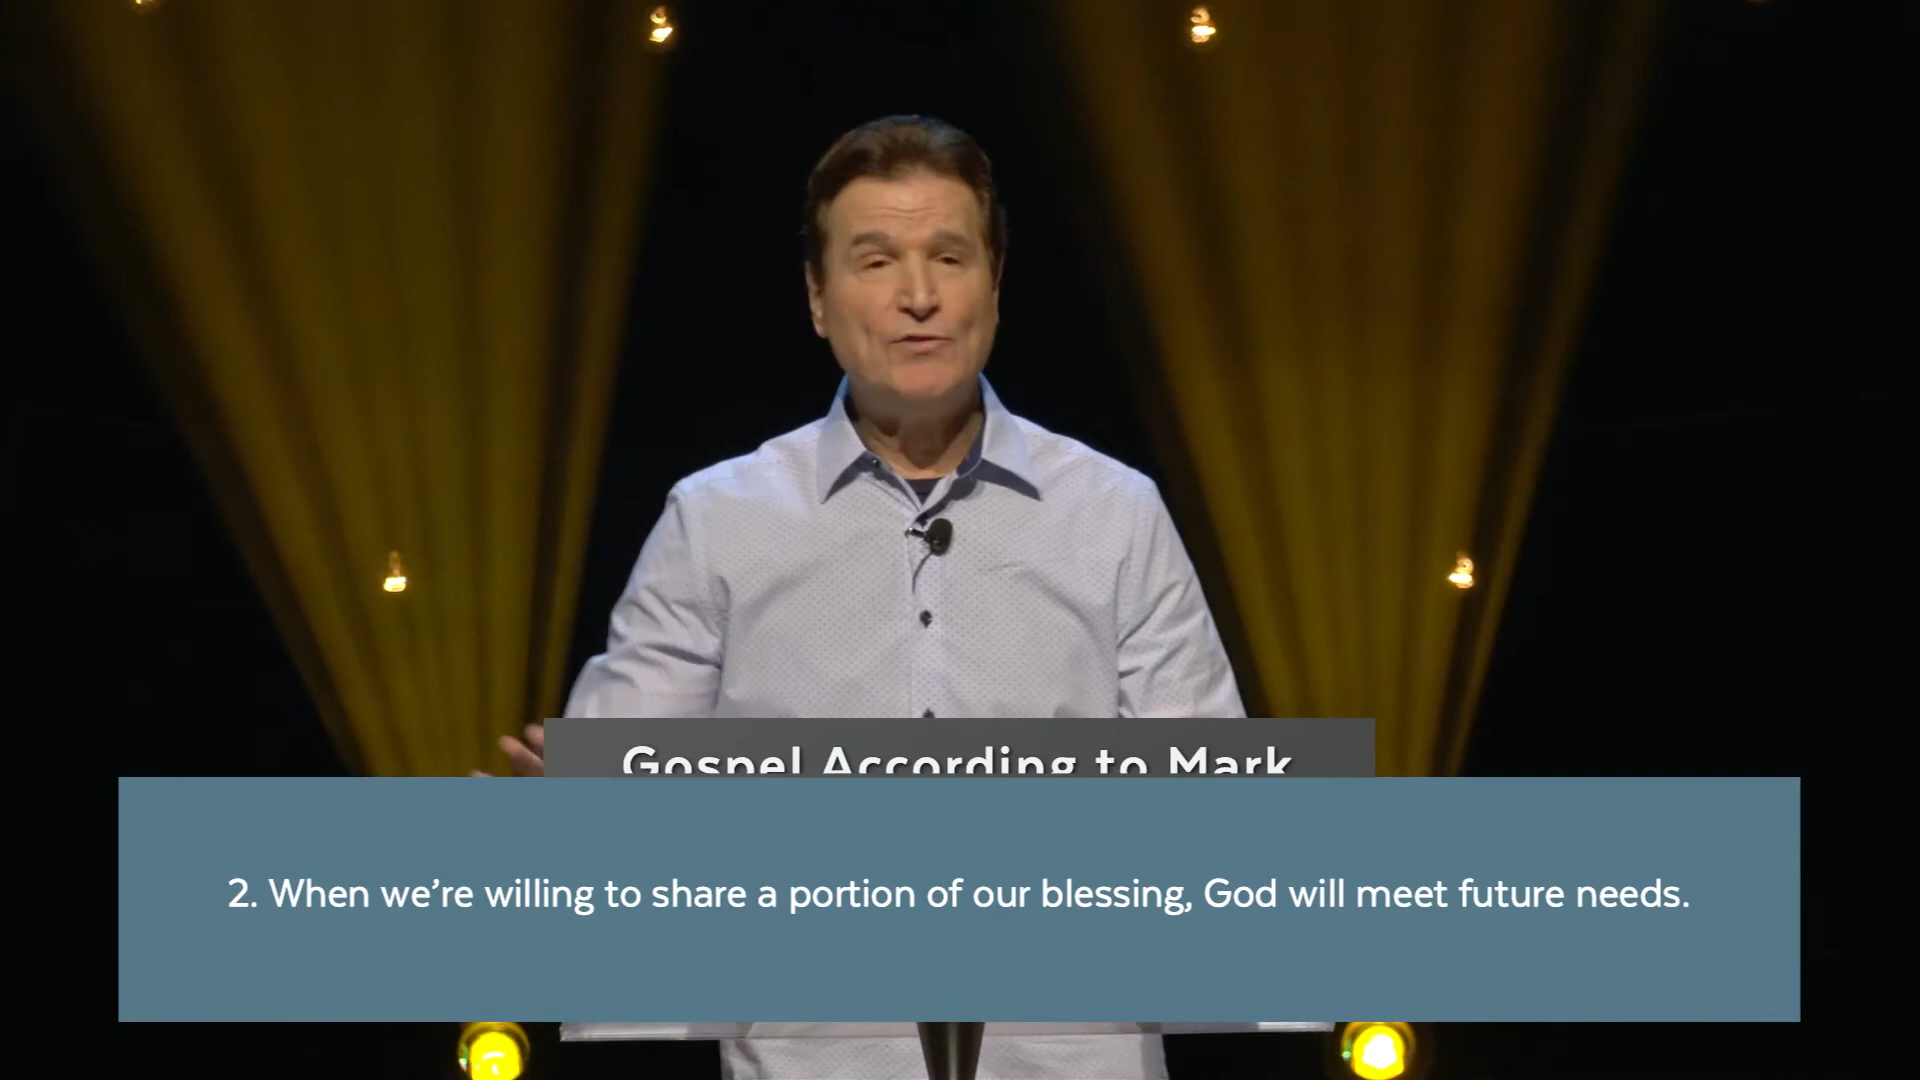 Gospel According to Mark
2. When we’re willing to share a portion of our blessing, God will meet future needs.